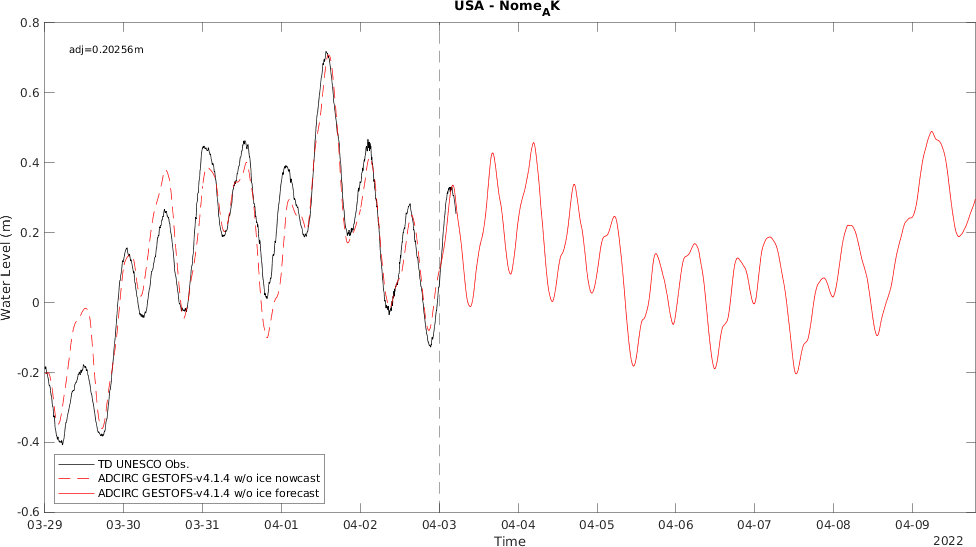 USA - Nome_AK
adj=0.20256m
0.8
0.6
0.4
0.2
0
-0.2
-0.4
-0.6
Water Level (m)
TD UNESCO Obs.
ADCIRC GESTOFS-v4.1.4 w/o ice nowcast
ADCIRC GESTOFS-v4.1.4 w/o ice forecast
03-29 03-30 03-31 04-01 04-02 04-03 04-04 04-05 04-06 04-07 04-08 04-09
Time
2022